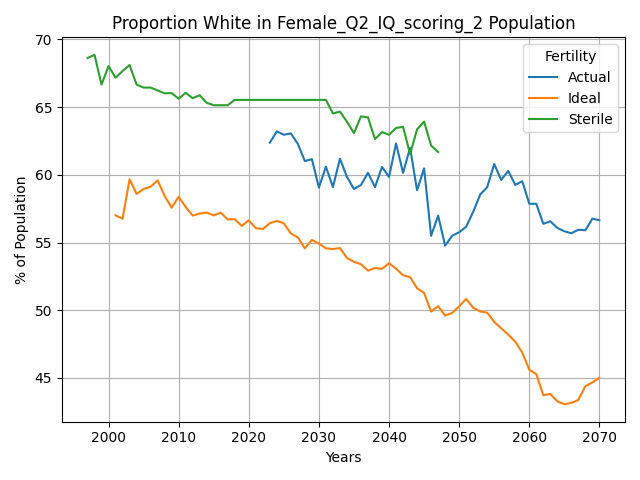 Proportion White in Female_Q2_IQ_scoring_2 Population
% of Population
70
65
60
55
50
45
Fertility
Actual
Ideal
Sterile
2000 2010 2020 2030 2040 2050 2060 2070
Years